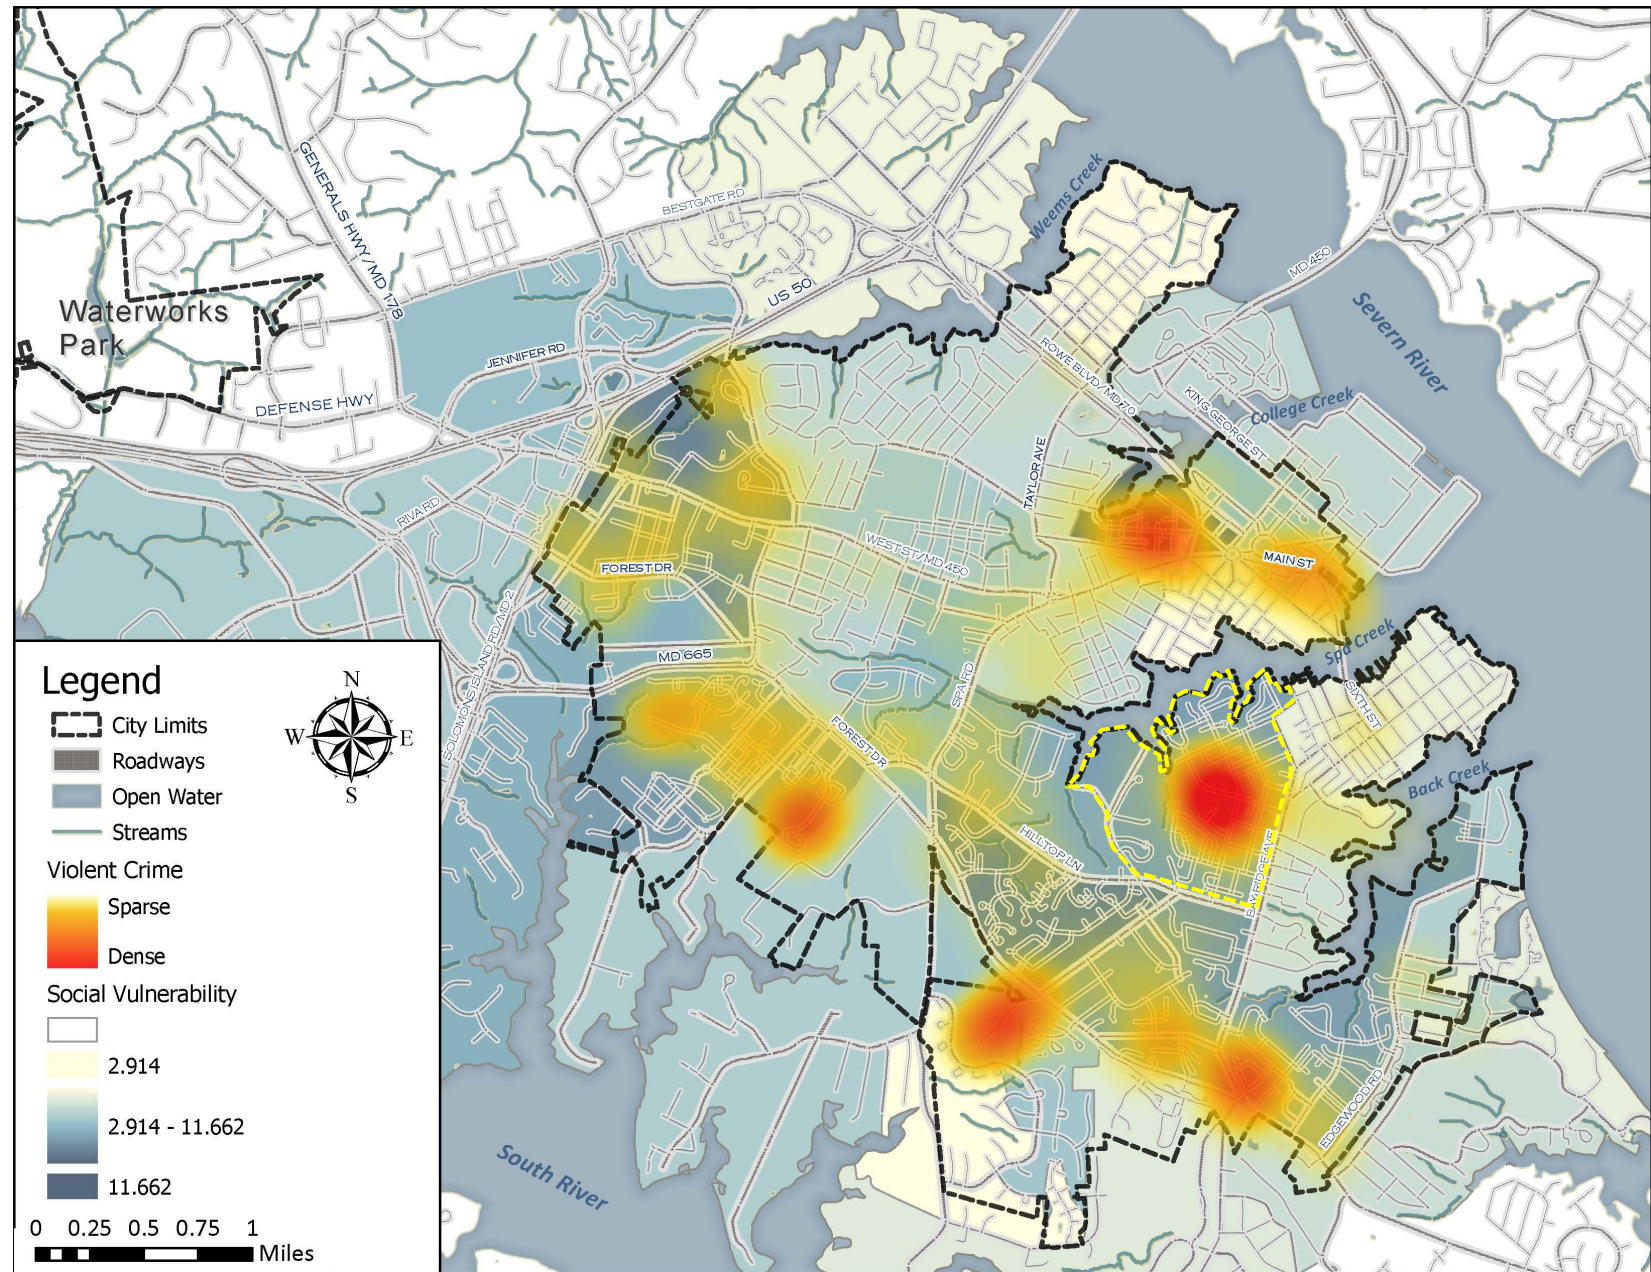 Weems Creek
GENERALS HWY/MD 178
BESTGATE RD
MD 450
US 50
Severn River
Waterworks
Park
JENNIFER RD
ROWE BLVD/MD 70
KING GEORGE ST
College Creek
DEFENSE HWY
TAYLOR AVE
RIVA RD
WEST ST/MD 450
MAIN ST
FOREST DR
SOLOMONS ISLAND RD/MD 2
MD 665
Spa Creek
SPA RD
SIXTH ST
FOREST DR
Back Creek
HILLTOP LN
BAY RIDGE AVE
EDGEWOOD RD
South River
Legend
N
W
E
S
City Limits
Roadways
Open Water
Streams
Violent Crime
Sparse
Dense
Social Vulnerability
2.914
2.914 - 11.662
11.662
0 0.25 0.5 0.75 1
Miles